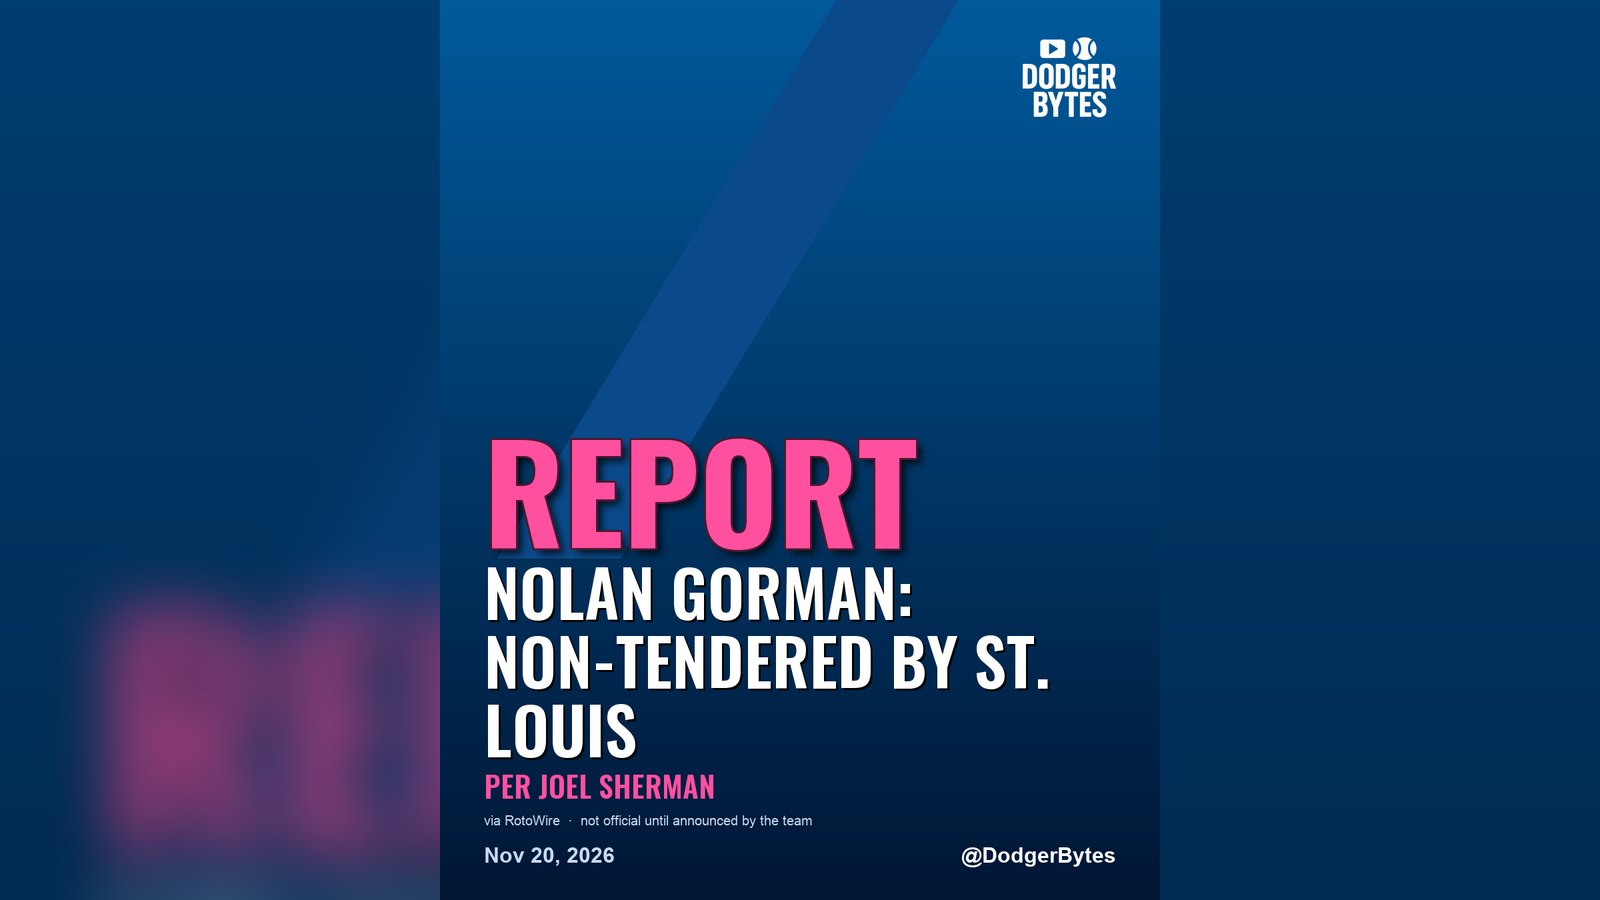 DODGER
BYTES
REPORT
NOLAN GORMAN:
NON-TENDERED BY ST.
LOUIS
PER JOEL SHERMAN
via RotoWire · not official until announced by the team
Nov 20, 2026
@DodgerBytes